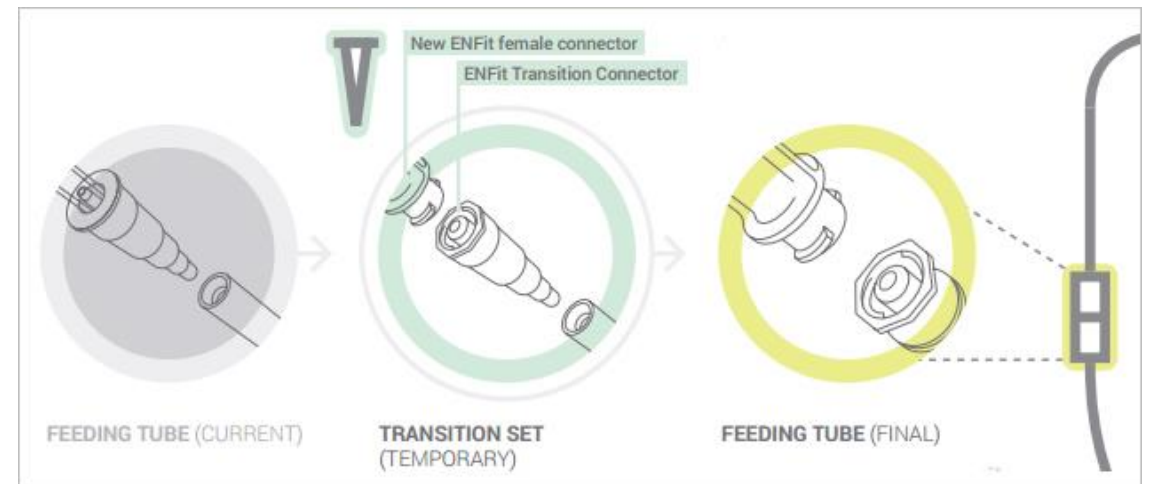 New ENFit female connector
ENFit Transition Connector
FEEDING TUBE (CURRENT)
TRANSITION SET
(TEMPORARY)
FEEDING TUBE (FINAL)